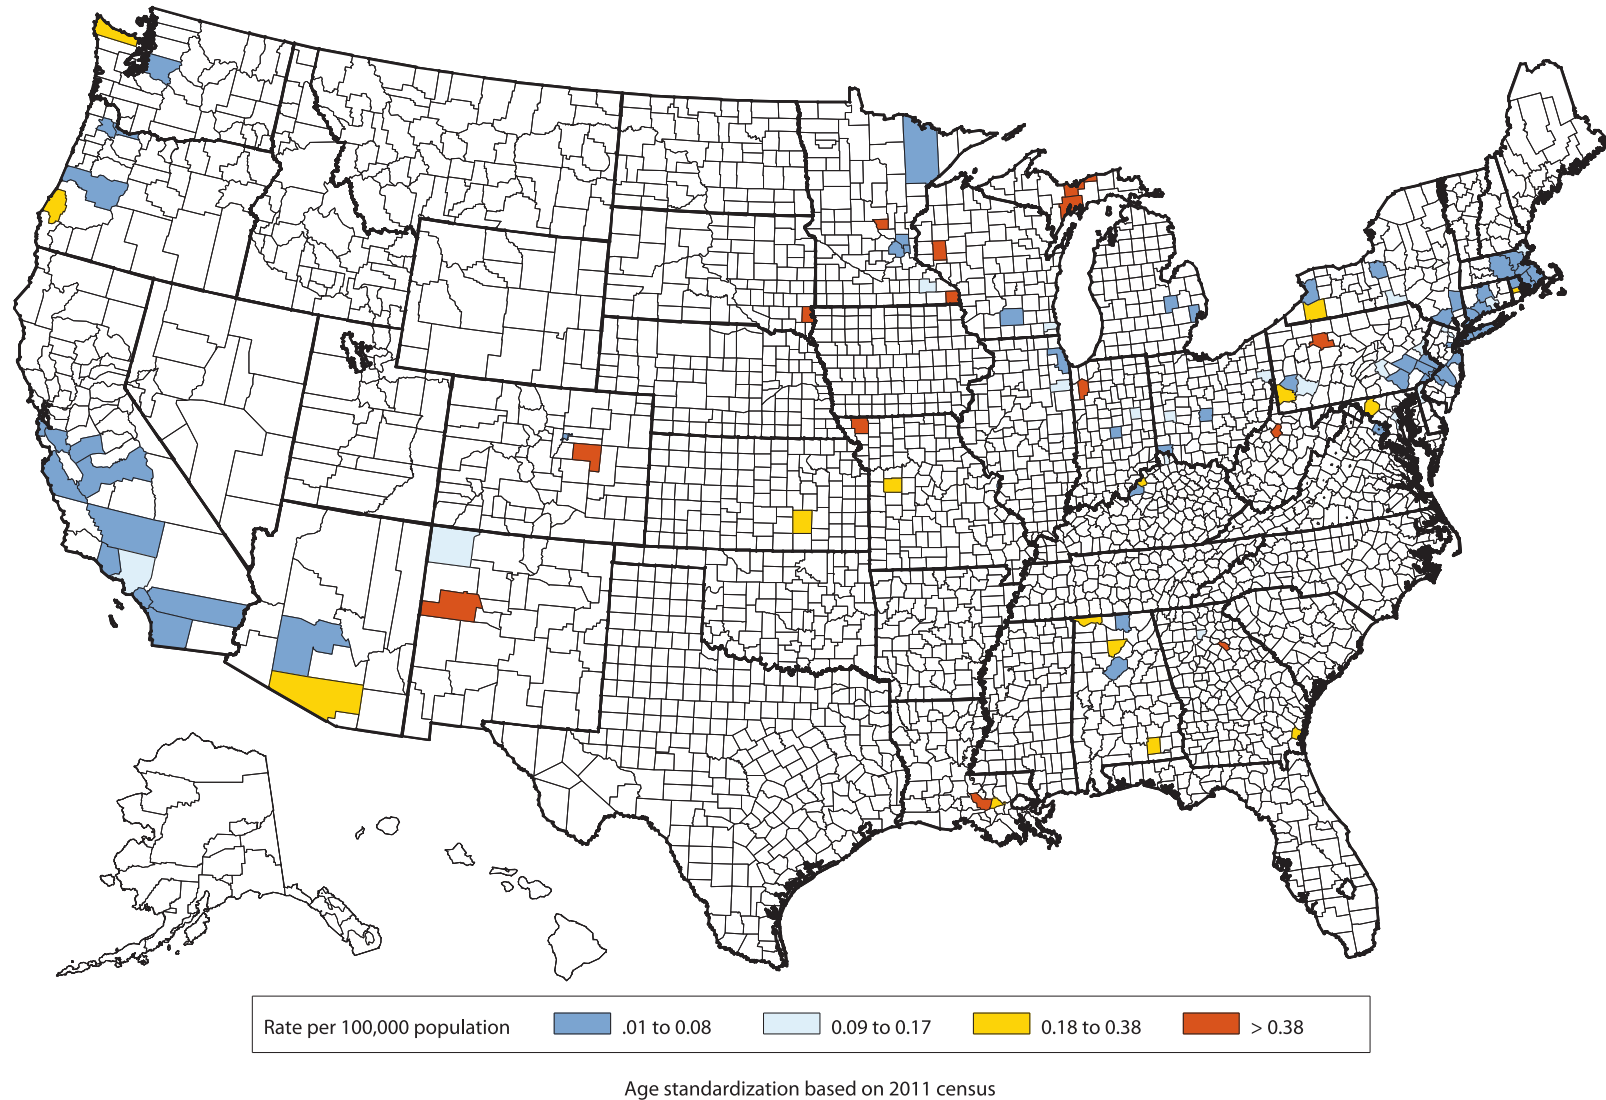 Rate per 100,000 population .01 to 0.08 0.09 to 0.17 0.18 to 0.38 > 0.38
Age standardization based on 2011 census